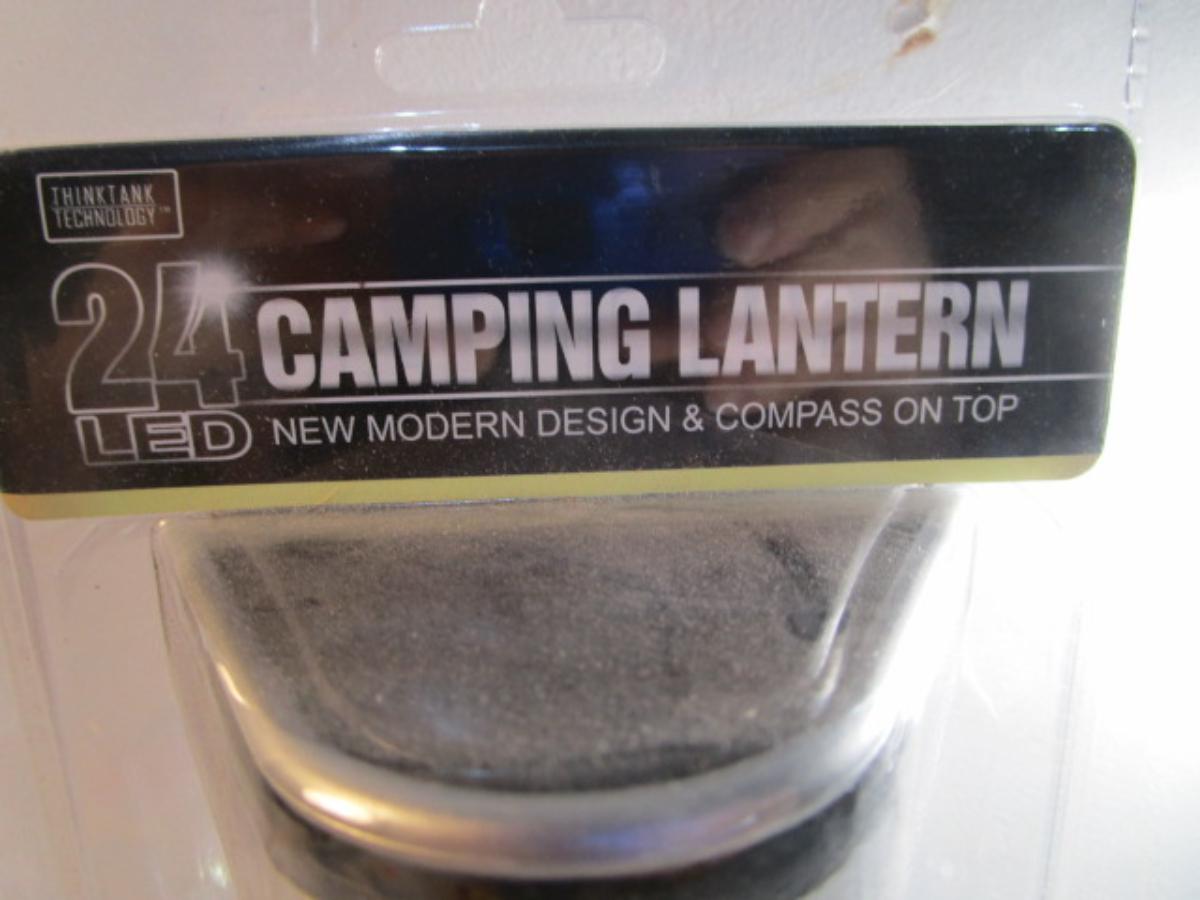 THINKTANK
TECHNOLOGY™
24 CAMPING LANTERN
LED NEW MODERN DESIGN & COMPASS ON TOP